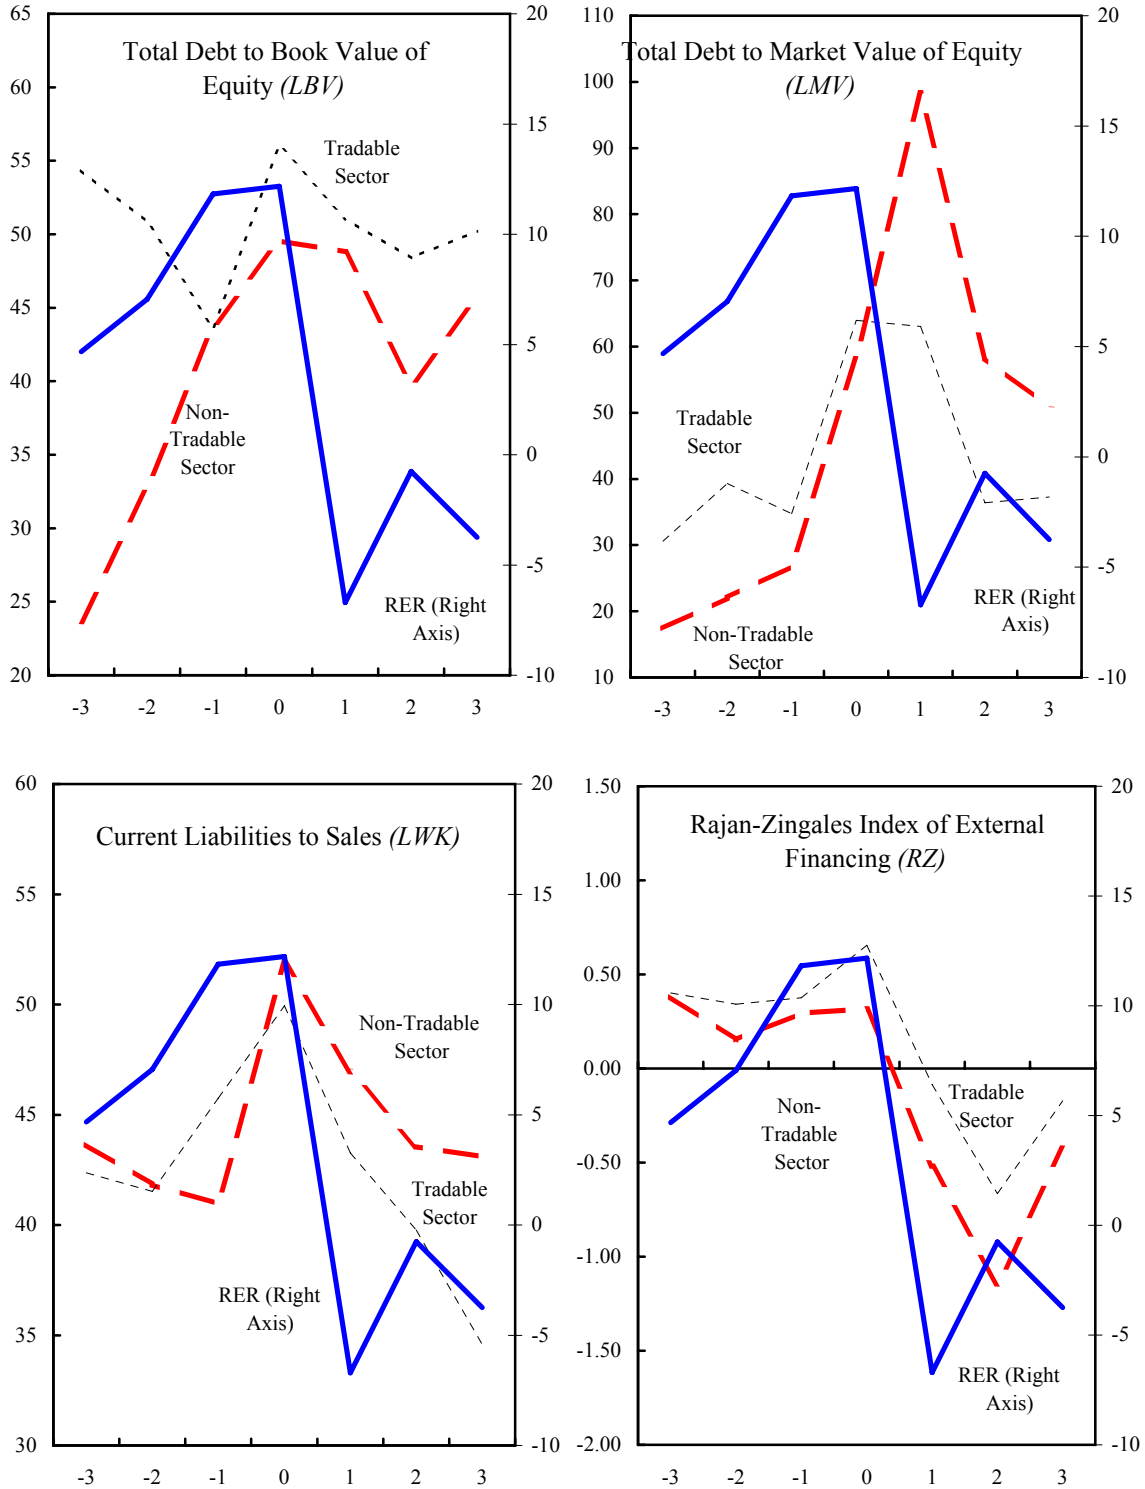 Total Debt to Book Value of
Equity (LBV)
65
60
55
50
45
40
35
30
25
20
20
15
10
5
0
-5
-10
Tradable
Sector
Non-
Tradable
Sector
RER (Right
Axis)
-3 -2 -1 0 1 2 3
Total Debt to Market Value of Equity
(LMV)
110
100
90
80
70
60
50
40
30
20
10
20
15
10
5
0
-5
-10
Tradable
Sector
RER (Right
Axis)
Non-Tradable
Sector
-3 -2 -1 0 1 2 3
Current Liabilities to Sales (LWK)
60
55
50
45
40
35
30
20
15
10
5
0
-5
-10
Non-Tradable
Sector
Tradable
Sector
RER (Right
Axis)
-3 -2 -1 0 1 2 3
Rajan-Zingales Index of External
Financing (RZ)
1.50
1.00
0.50
0.00
-0.50
-1.00
-1.50
-2.00
20
15
10
5
0
-5
-10
Tradable
Sector
Non-
Tradable
Sector
RER (Right
Axis)
-3 -2 -1 0 1 2 3